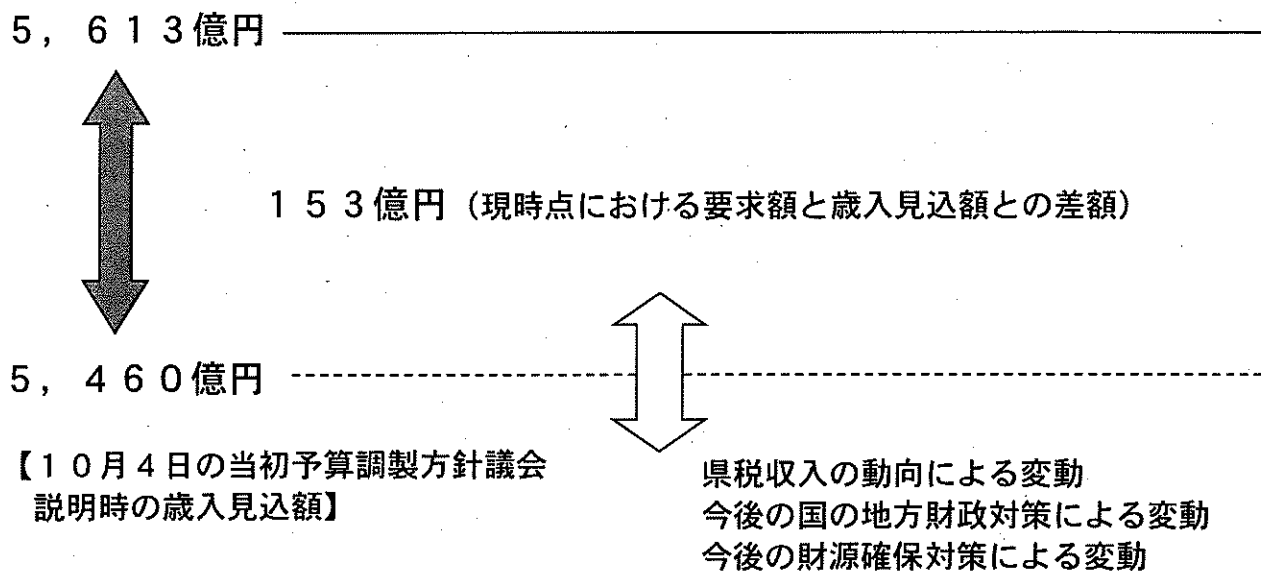 ５，６１３億円
１５３億円（現時点における要求額と歳入見込額との差額）
５，４６０億円
【１０月４日の当初予算調製方針議会
説明時の歳入見込額】
県税収入の動向による変動
今後の国の地方財政対策による変動
今後の財源確保対策による変動